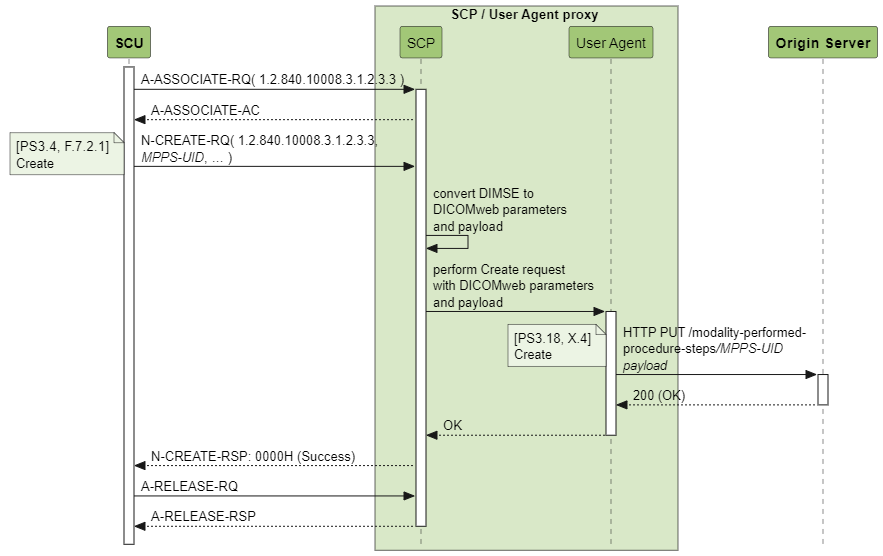 SCP / User Agent proxy
SCU
SCP
User Agent
Origin Server
A-ASSOCIATE-RQ( 1.2.840.10008.3.1.2.3.3 )
A-ASSOCIATE-AC
[PS3.4, F.7.2.1]
Create
N-CREATE-RQ( 1.2.840.10008.3.1.2.3.3,
MPPS-UID, ... )
convert DIMSE to
DICOMweb parameters
and payload
perform Create request
with DICOMweb parameters
and payload
[PS3.18, X.4]
Create
HTTP PUT /modality-performed-
procedure-steps/MPPS-UID
payload
200 (OK)
OK
N-CREATE-RSP: 0000H (Success)
A-RELEASE-RQ
A-RELEASE-RSP